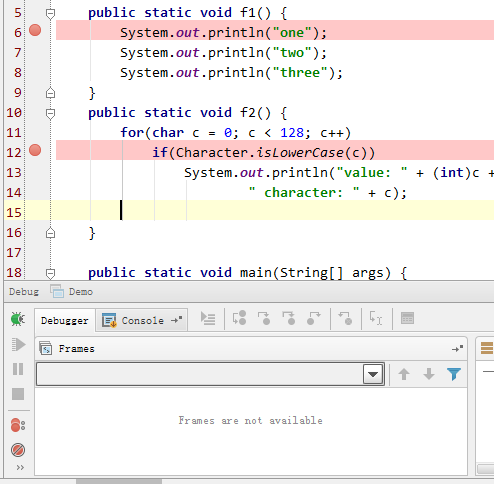 5 public static void f1() {
6 System.out.println("one");
7 System.out.println("two");
8 System.out.println("three");
9 }
10 public static void f2() {
11 for(char c = 0; c < 128; c++)
12 if(Character.isLowerCase(c))
13 System.out.println("value: " + (int)c +
14 " character: " + c);
15
16 }
17
18 public static void main(String[] args) {
Debug Demo
Debugger Console
Frames
Frames are not available